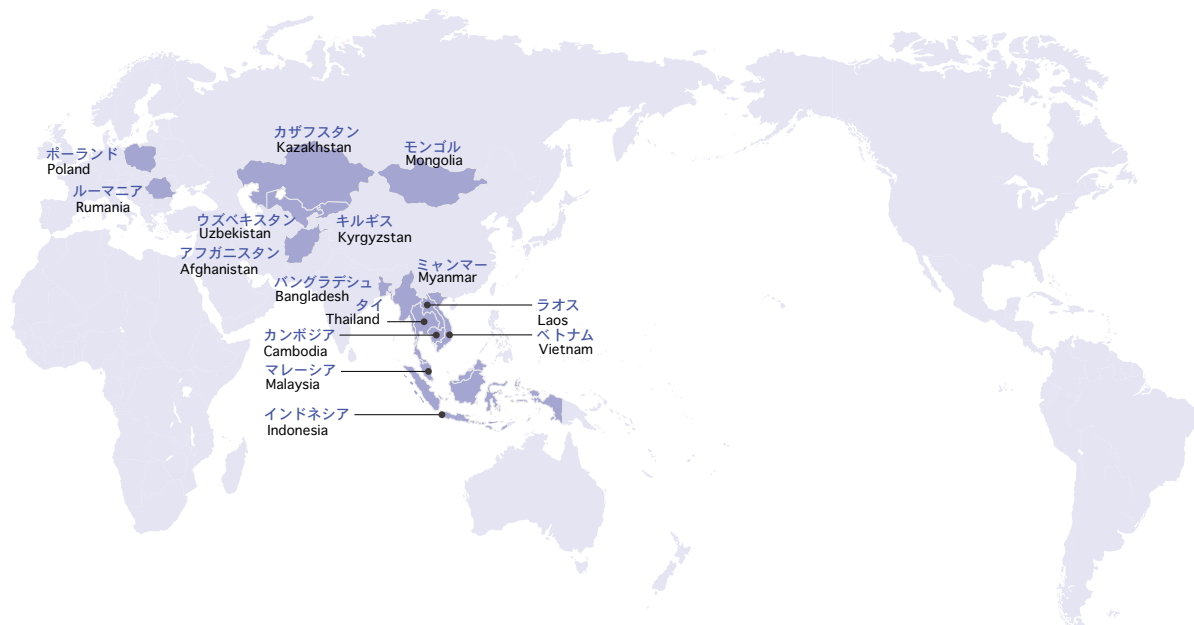 カザフスタン
Kazakhstan
モンゴル
Mongolia
ポーランド
Poland
ルーマニア
Rumania
ウズベキスタン
Uzbekistan
キルギス
Kyrgyzstan
アフガニスタン
Afghanistan
ミャンマー
Myanmar
バングラデシュ
Bangladesh
タイ
Thailand
ラオス
Laos
カンボジア
Cambodia
ベトナム
Vietnam
マレーシア
Malaysia
インドネシア
Indonesia